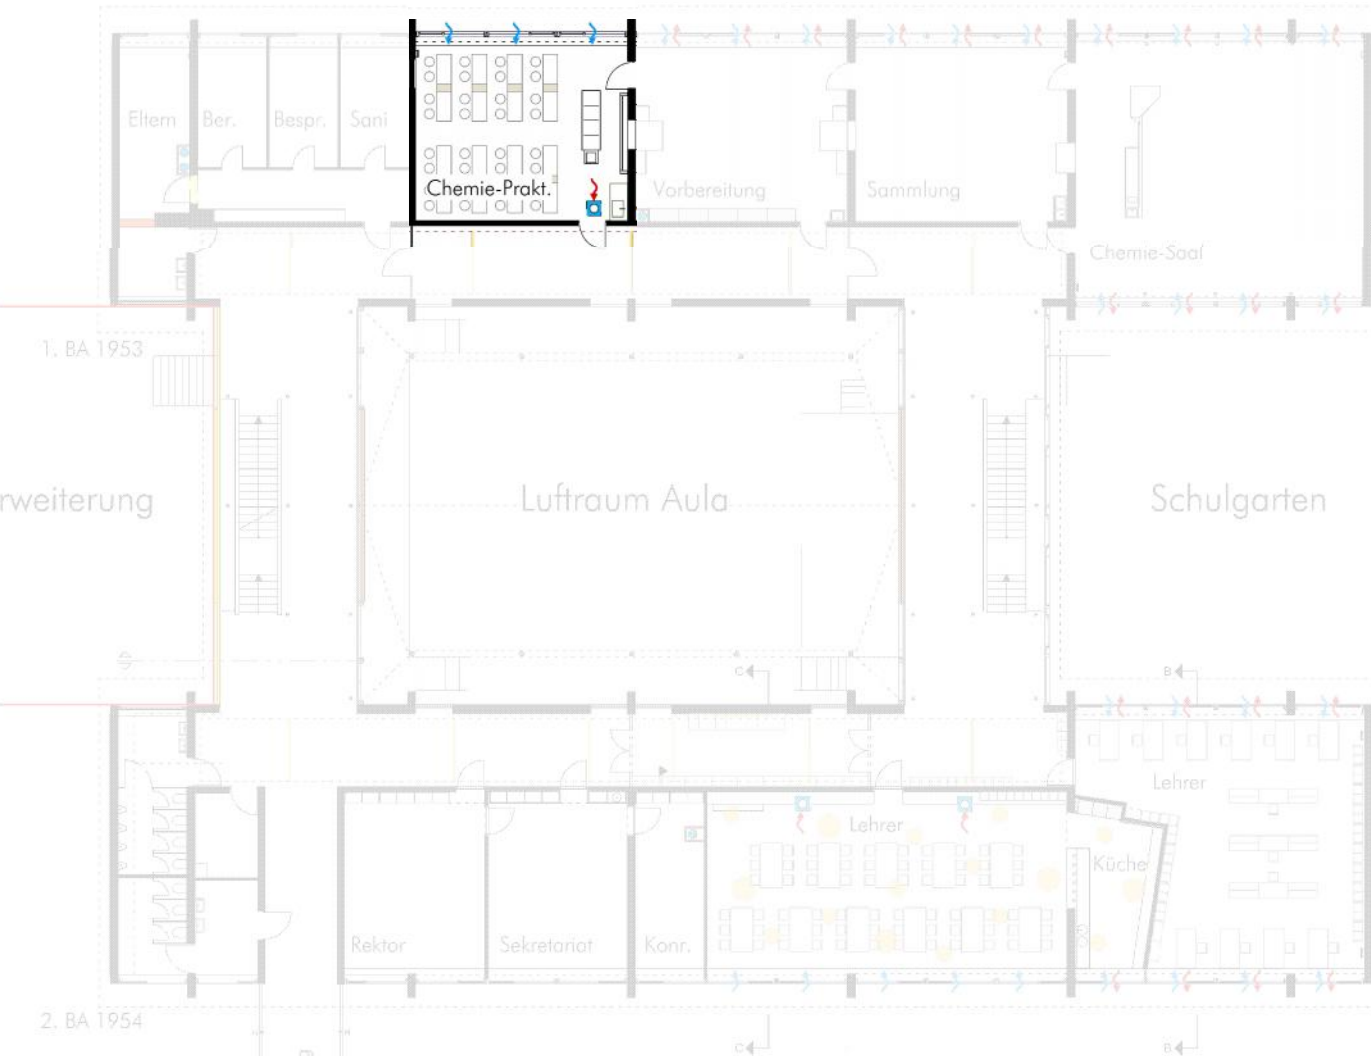 Eltern
Ber.
Bespr.
Sani
Chemie-Prakt.
Vorbereitung
Sammlung
Chemie-Saal
1. BA 1953
rweiterung
Luftraum Aula
Schulgarten
C
B
Lehrer
Lehrer
Küche
Rektor
Sekretariat
Konr.
2. BA 1954
C
B